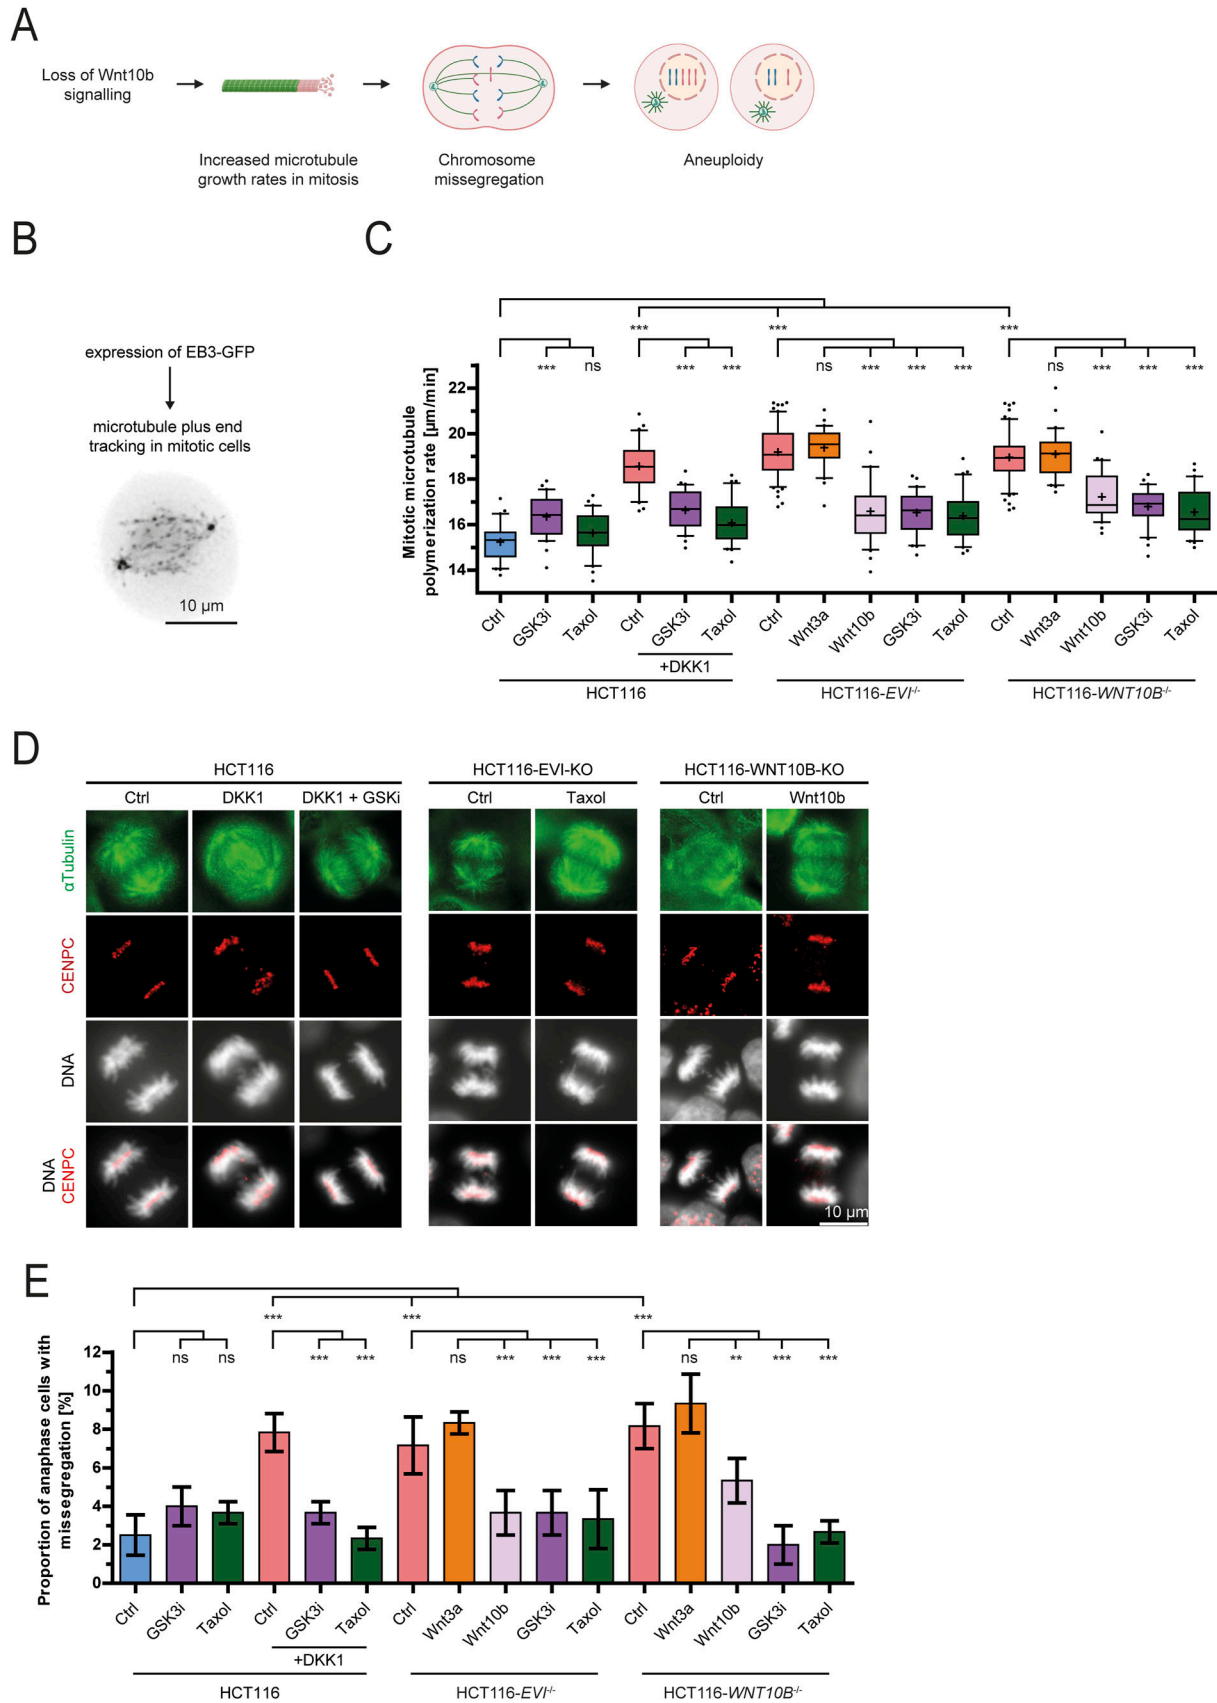 A
Loss of Wnt10b
signalling
Increased microtubule
growth rates in mitosis
Chromosome
missegregation
Aneuploidy
B
expression of EB3-GFP
microtubule plus end
tracking in mitotic cells
10 µm
C
*** *** ***
*** ns *** *** ns *** *** *** ns *** *** ***
Mitotic microtubule
polymerization rate [µm/min]
22
20
18
16
14
Ctrl GSK3i Taxol Ctrl GSK3i Taxol Ctrl Wnt3a Wnt10b GSK3i Taxol Ctrl Wnt3a Wnt10b GSK3i Taxol
+DKK1
HCT116 HCT116-EVI-/- HCT116-WNT10B-/-
D
HCT116 HCT116-EVI-KO HCT116-WNT10B-KO
Ctrl DKK1 DKK1 + GSKi Ctrl Taxol Ctrl Wnt10b
αTubulin
CENPC
DNA
DNA
CENPC
10 µm
E
*** *** ***
ns ns *** *** ns *** *** *** ns ** *** ***
Proportion of anaphase cells with
missegregation [%]
12
10
8
6
4
2
0
Ctrl GSK3i Taxol Ctrl GSK3i Taxol Ctrl Wnt3a Wnt10b GSK3i Taxol Ctrl Wnt3a Wnt10b GSK3i Taxol
+DKK1
HCT116 HCT116-EVI-/- HCT116-WNT10B-/-